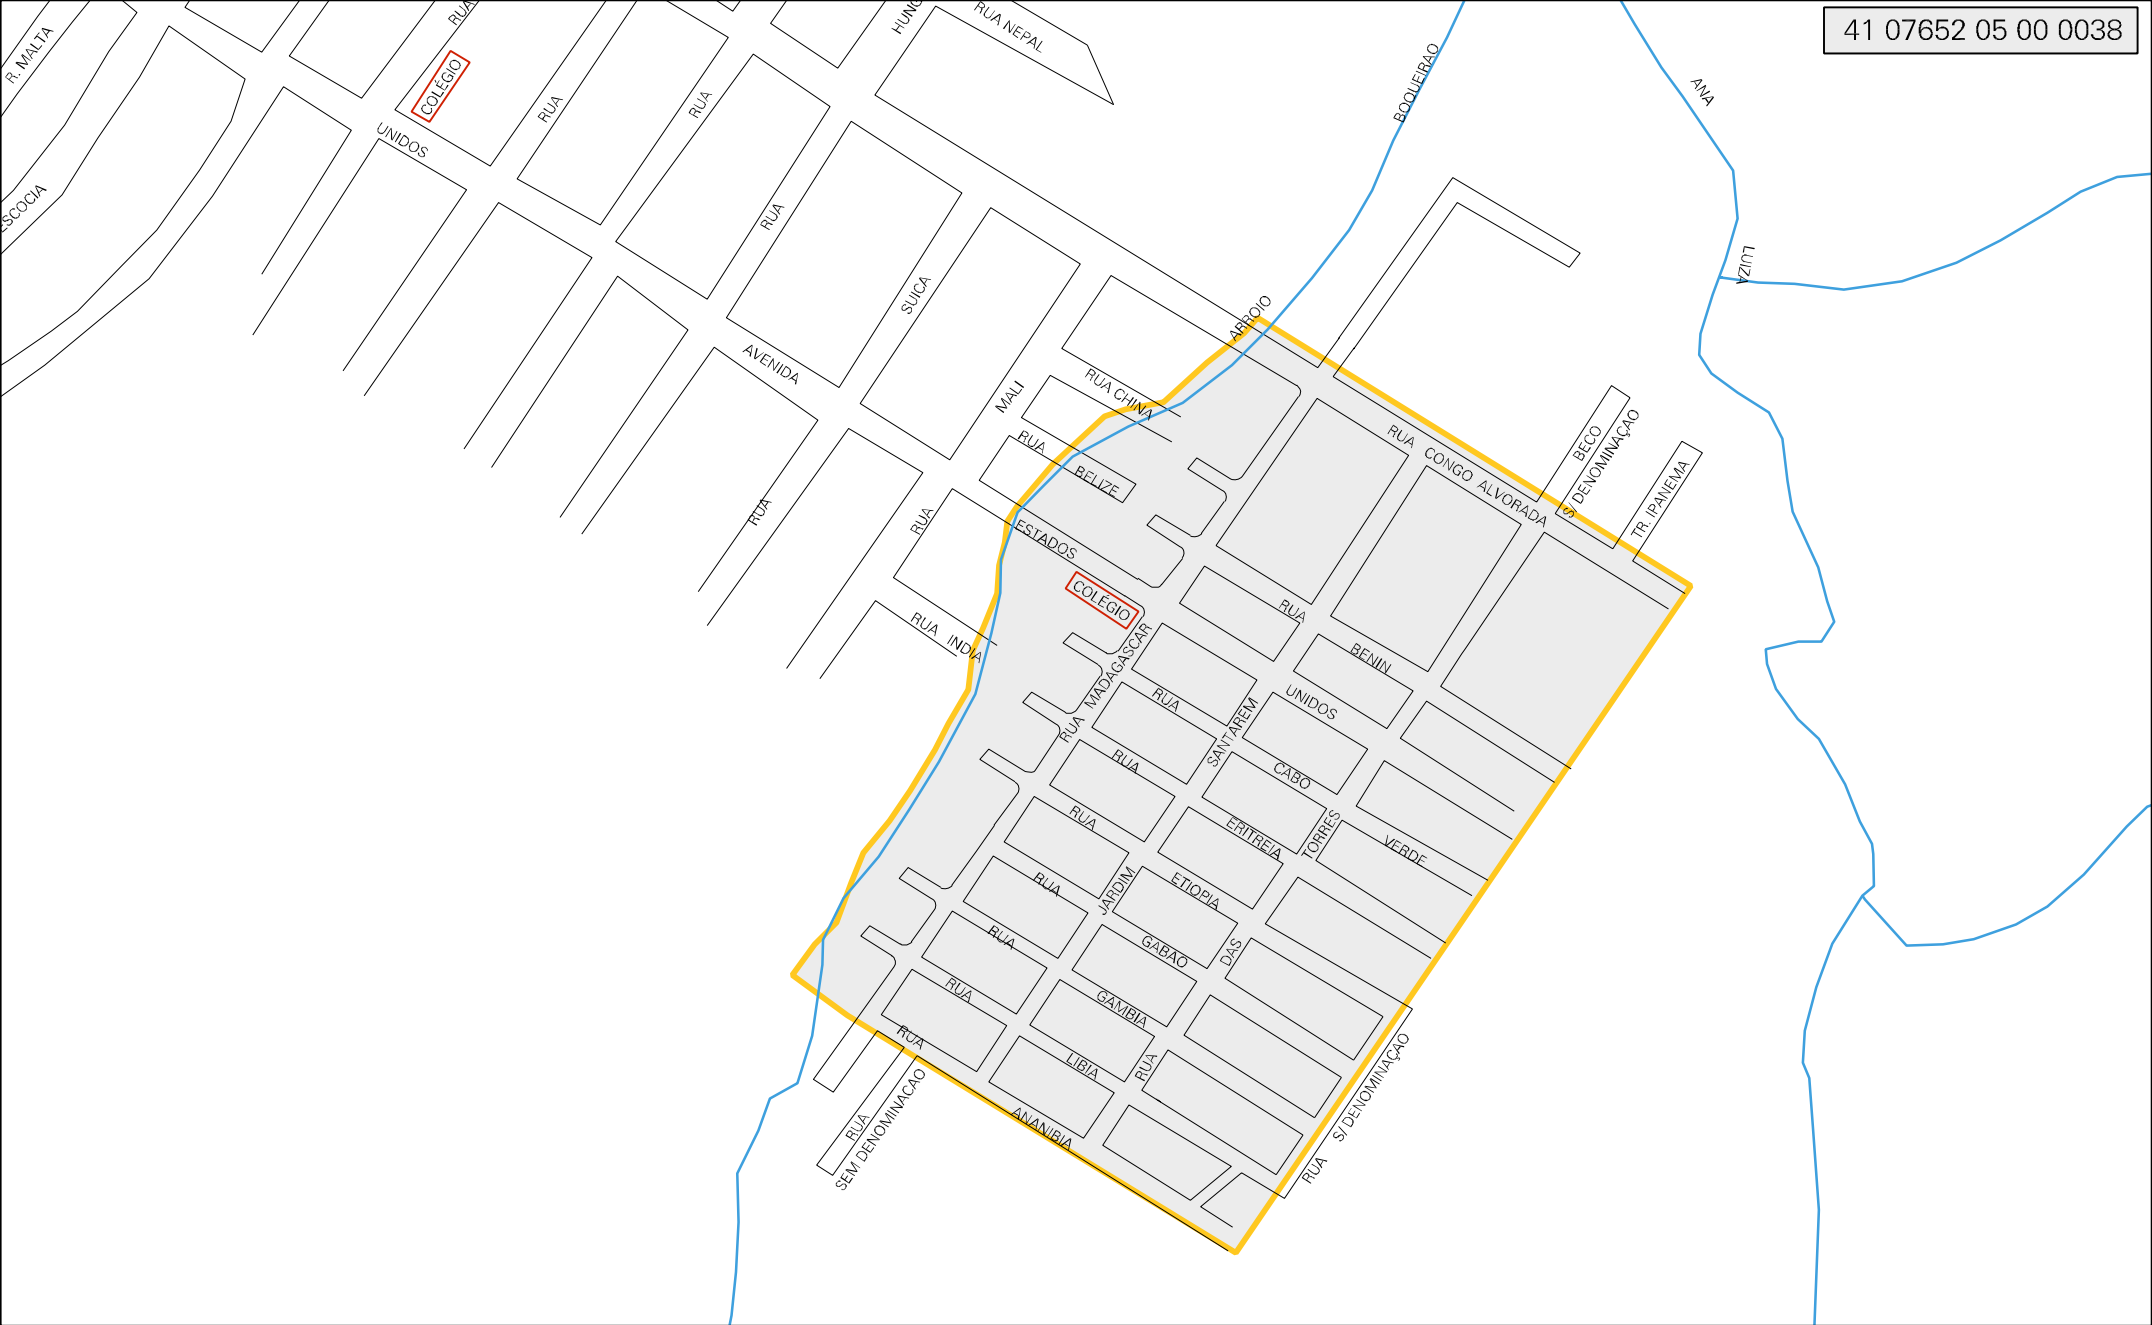 41 07652 05 00 0038
R. MALTA
RUA
HUNG
RUA NEPAL
COLÉGIO
RUA
RUA
UNIDOS
BOQUEIRAO
ANA
ESCOCIA
RUA
LUIZA
SUICA
ARROIO
AVENIDA
MALI
RUA CHINA
RUA
BELIZE
RUA CONGO ALVORADA
BECO
S/ DENOMINAÇAO
TR. IPANEMA
RUA
RUA
ESTADOS
COLÉGIO
RUA INDIA
RUA MADAGASCAR
RUA
BENIN
RUA
UNIDOS
SANTAREM
RUA
CABO
VERDE
RUA
ERITREIA
TORRES
RUA
ETIOPIA
JARDIM
RUA
GABAO
DAS
RUA
GAMBIA
RUA
LIBIA
RUA
ANANIBIA
RUA
SEM DENOMINACAO
RUA S/ DENOMINAÇAO